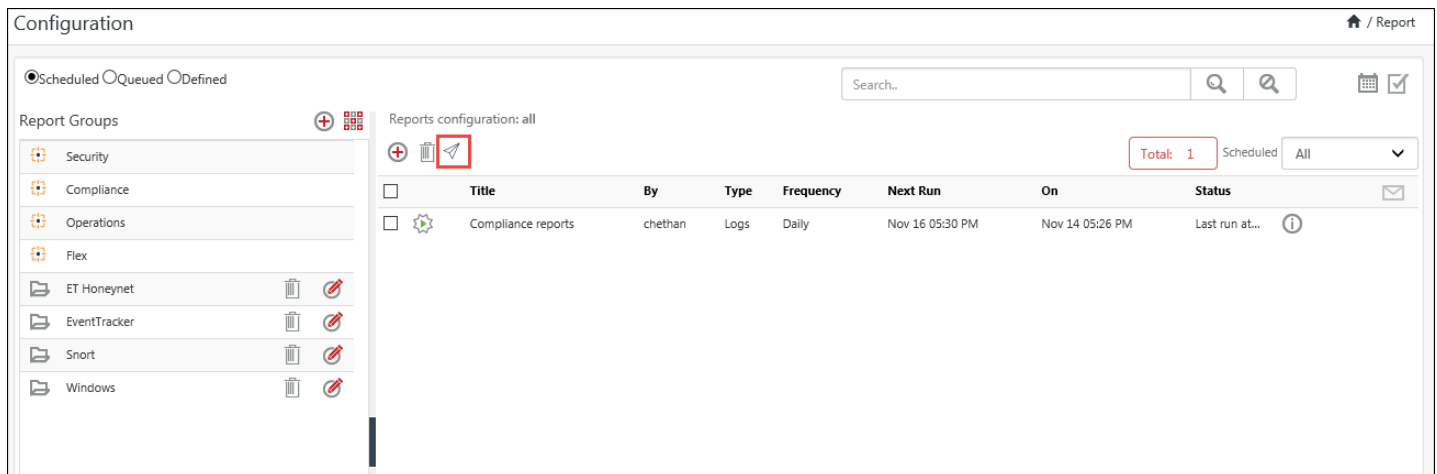 Configuration
/ Report
Scheduled Queued Defined
Search..
Report Groups
Reports configuration: all
Total: 1 Scheduled All
Title By Type Frequency Next Run On Status
Compliance reports chethan Logs Daily Nov 16 05:30 PM Nov 14 05:26 PM Last run at...
Security
Compliance
Operations
Flex
ET Honeynet
EventTracker
Snort
Windows